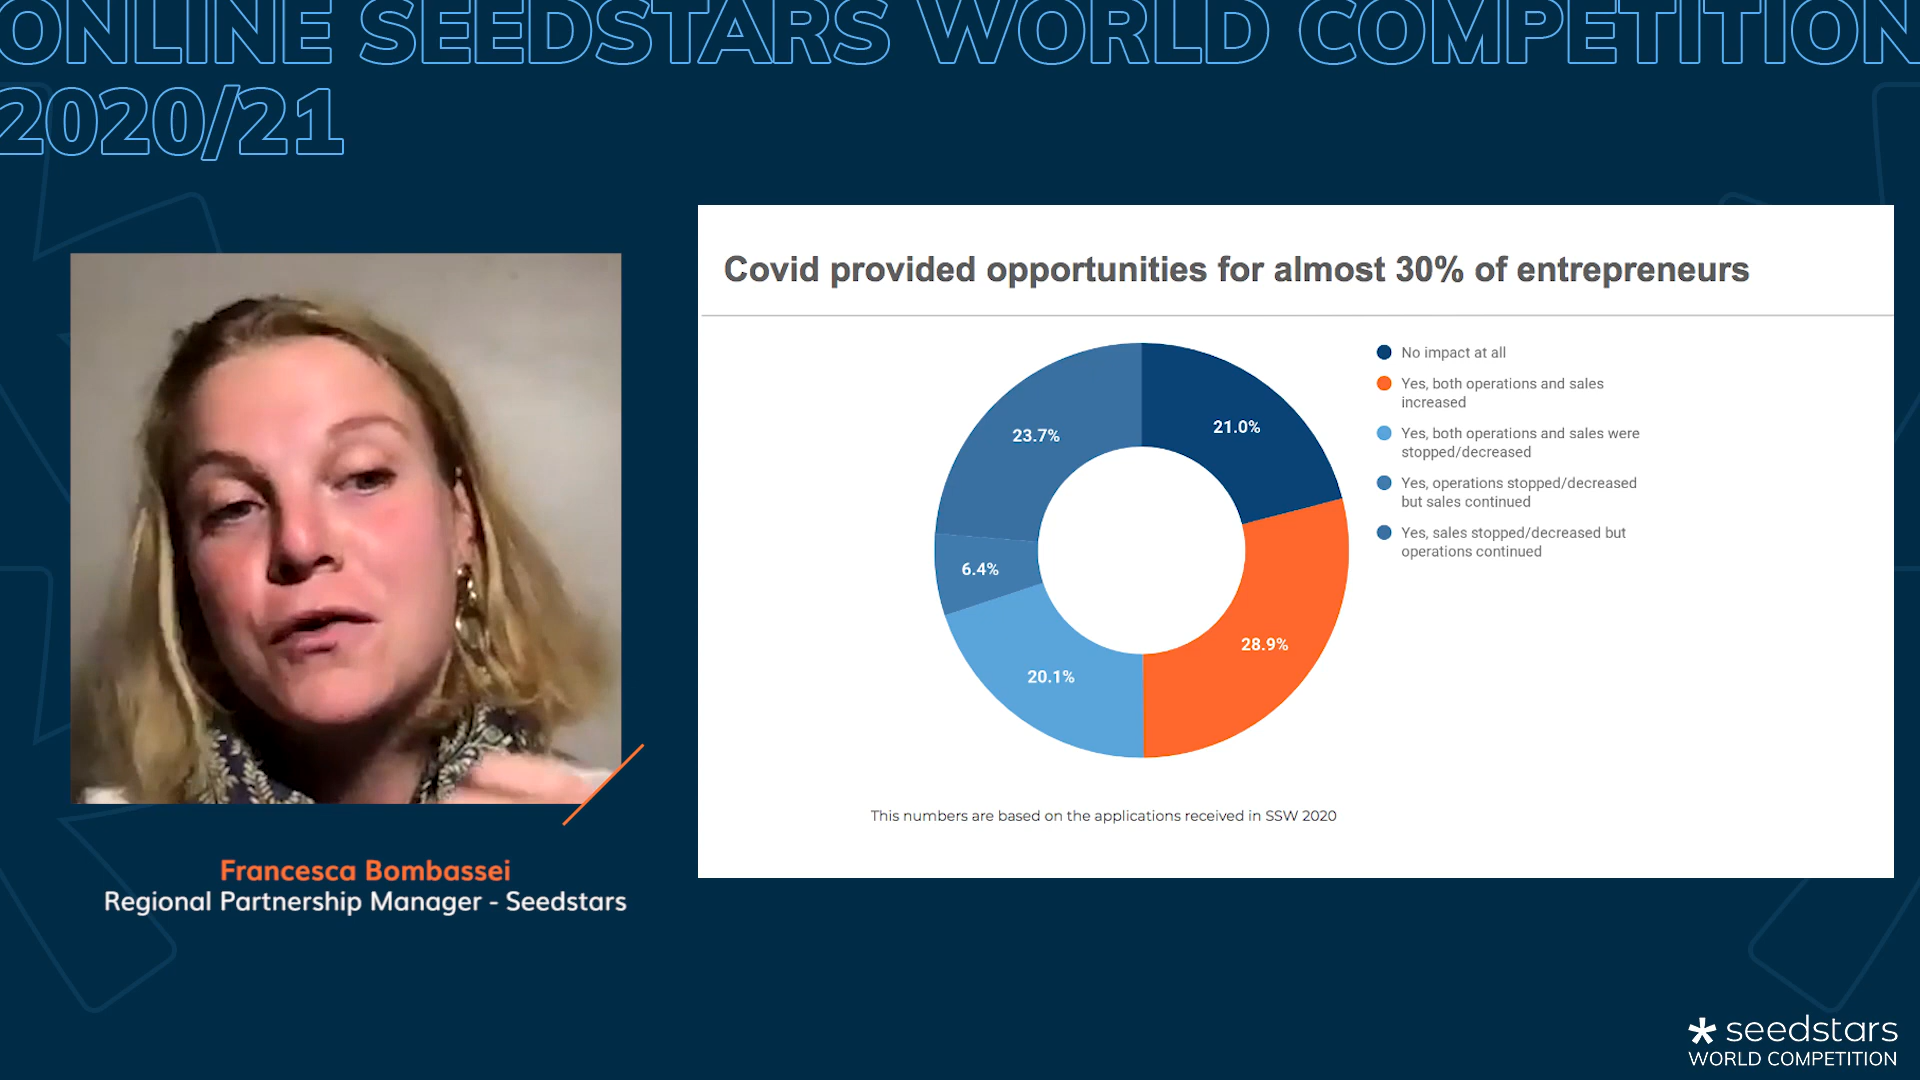 ONLINE SEEDSTARS WORLD COMPETITION
2020/21
Covid provided opportunities for almost 30% of entrepreneurs
No impact at all
Yes, both operations and sales
increased
Yes, both operations and sales were
stopped/decreased
Yes, operations stopped/decreased
but sales continued
Yes, sales stopped/decreased but
operations continued
23.7%
21.0%
6.4%
28.9%
20.1%
This numbers are based on the applications received in SSW 2020
Francesca Bombassei
Regional Partnership Manager - Seedstars
seedstars
WORLD COMPETITION